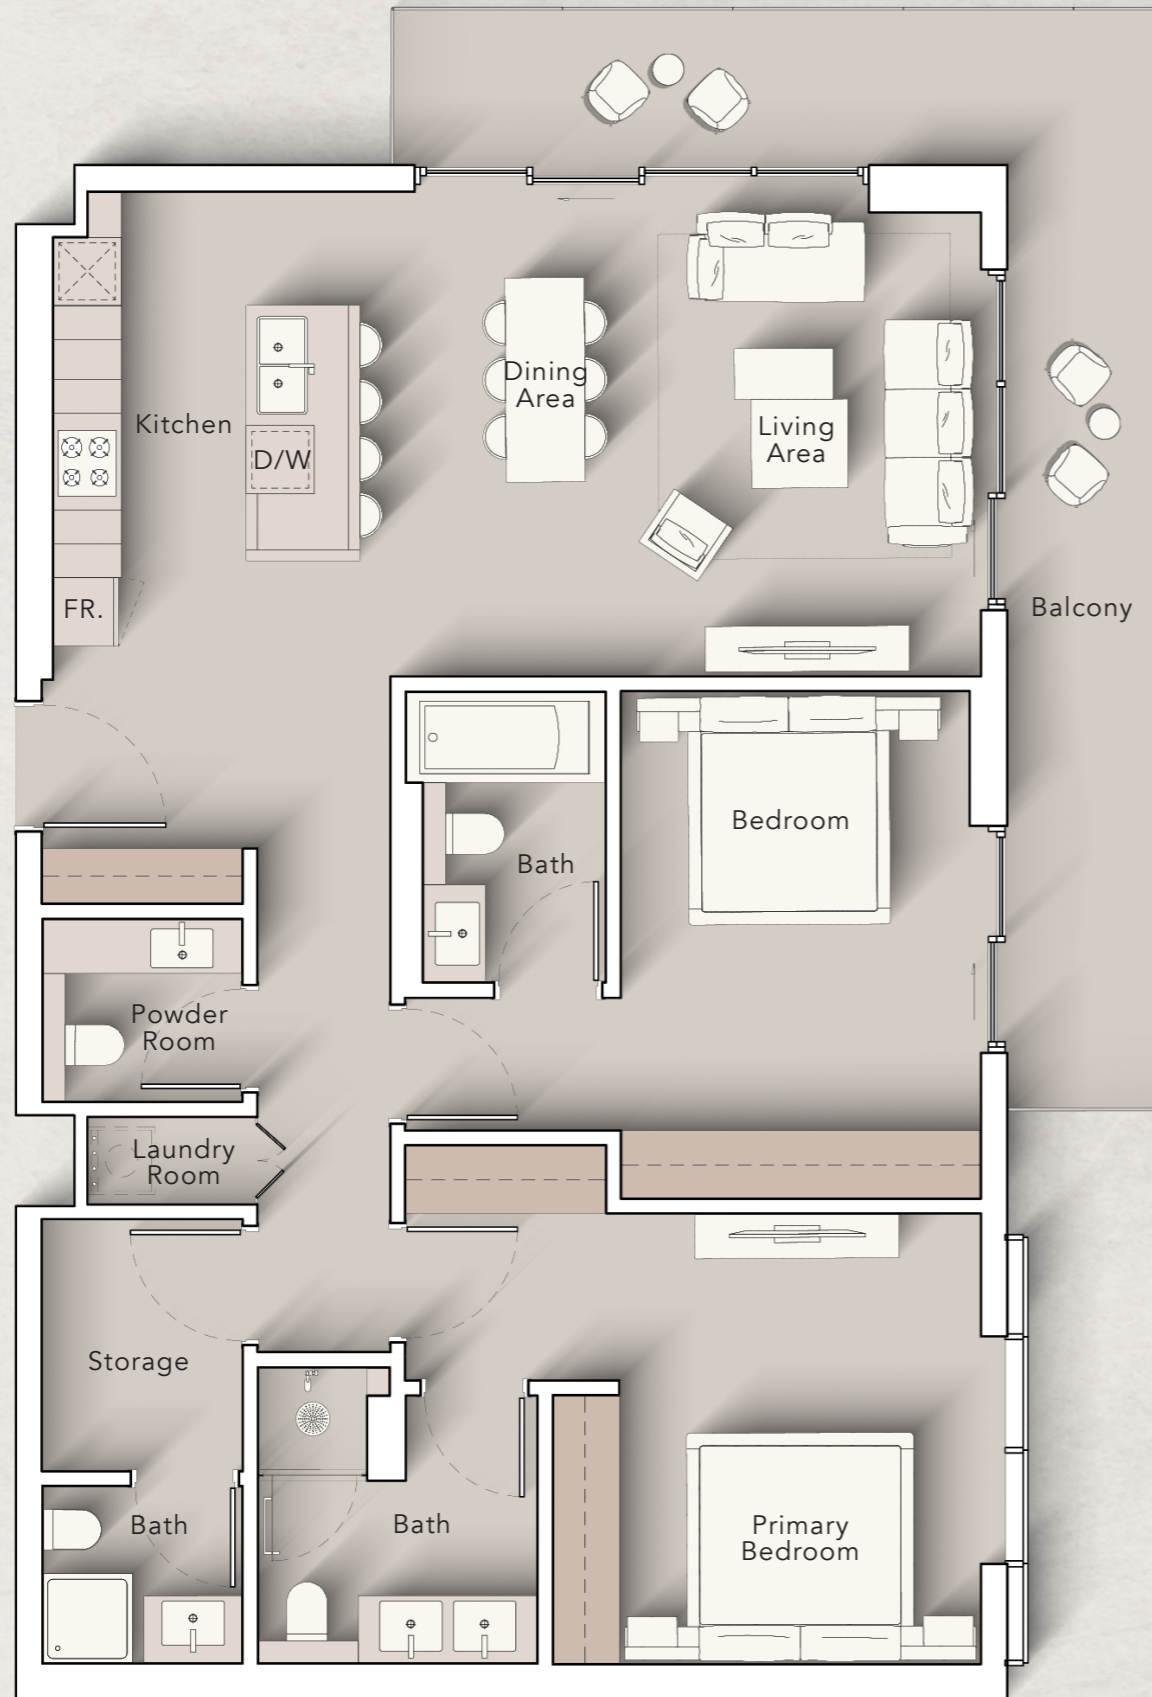 Kitchen
D/W
FR.
Dining
Area
Living
Area
Balcony
Bedroom
Bath
Powder
Room
Laundry
Room
Storage
Bath
Bath
Primary
Bedroom